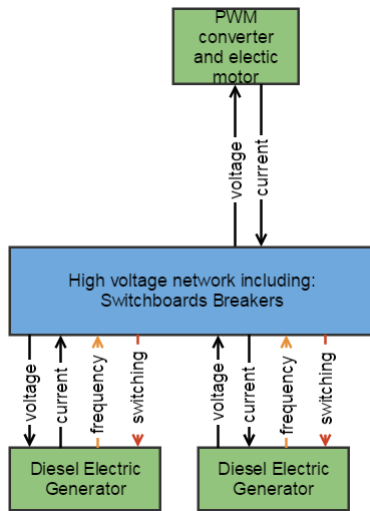 PWM
converter
and electic
motor
voltage
current
High voltage network including:
Switchboards Breakers
voltage
current
frequency
switching
voltage
current
frequency
switching
Diesel Electric
Generator
Diesel Electric
Generator